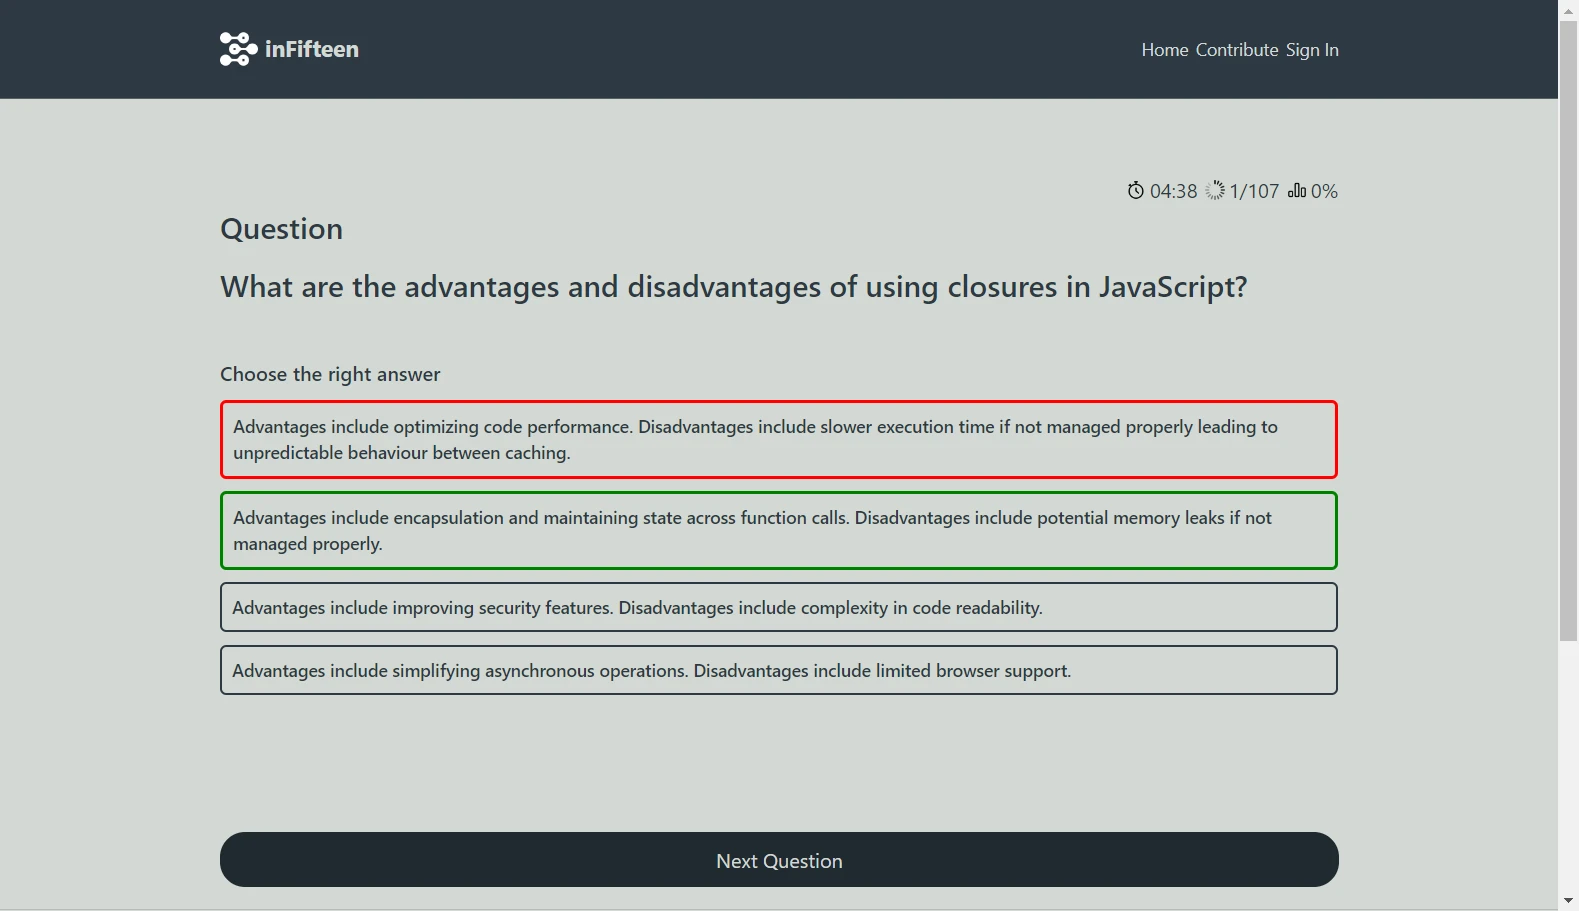 inFifteen
Home Contribute Sign In
04:38 1/107 0%
Question
What are the advantages and disadvantages of using closures in JavaScript?
Choose the right answer
Advantages include optimizing code performance. Disadvantages include slower execution time if not managed properly leading to
unpredictable behaviour between caching.
Advantages include encapsulation and maintaining state across function calls. Disadvantages include potential memory leaks if not
managed properly.
Advantages include improving security features. Disadvantages include complexity in code readability.
Advantages include simplifying asynchronous operations. Disadvantages include limited browser support.
Next Question